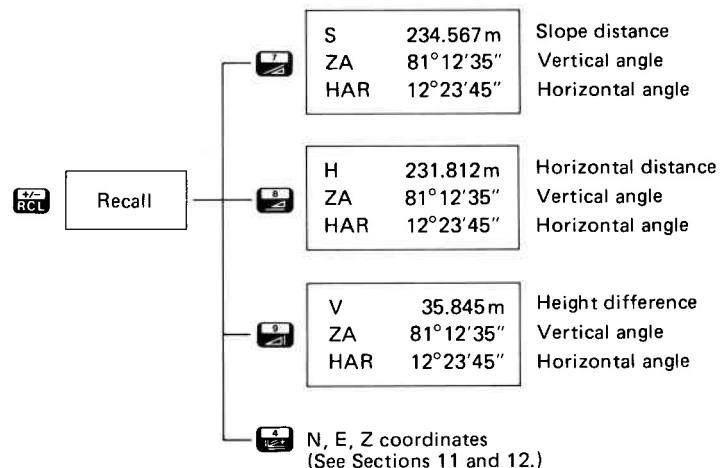 7
S 234.567 m Slope distance
ZA 81°12′35″ Vertical angle
HAR 12°23′45″ Horizontal angle
+/-
RCL
Recall
8
H 231.812 m Horizontal distance
ZA 81°12′35″ Vertical angle
HAR 12°23′45″ Horizontal angle
9
V 35.845 m Height difference
ZA 81°12′35″ Vertical angle
HAR 12°23′45″ Horizontal angle
4
N, E, Z coordinates
(See Sections 11 and 12.)